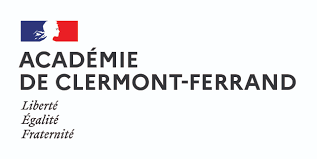 ACADÉMIE
DE CLERMONT-FERRAND
Liberté
Égalité
Fraternité